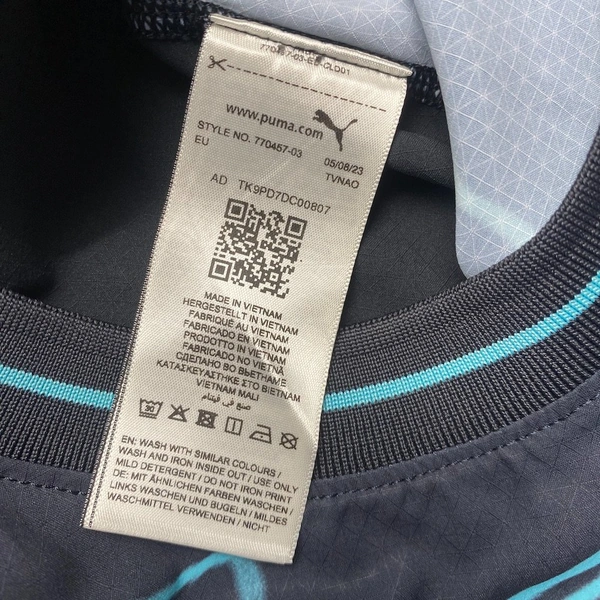 www.puma.com
STYLE NO. 770457-03
EU
05/08/23
TVNAO
AD TK9PD7DC00807
MADE IN VIETNAM
HERGESTELLT IN VIETNAM
FABRIQUÉ AU VIETNAM
FABRICADO EN VIETNAM
PRODOTTO IN VIETNAM
FABRICADO NO VIETNÃ
СДЕЛАНО ВО ВЬЕТНАМЕ
ΚΑΤΑΣΚΕΥΑΣΤΗΚΕ ΣΤΟ ΒΙΕΤΝΑΜ
VIETNAM MALI
صنع في فيتنام
30
EN: WASH WITH SIMILAR COLOURS /
WASH AND IRON INSIDE OUT / USE ONLY
MILD DETERGENT / DO NOT IRON PRINT
DE: MIT ÄHNLICHEN FARBEN WASCHEN /
LINKS WASCHEN UND BÜGELN / MILDES
WASCHMITTEL VERWENDEN / NICHT